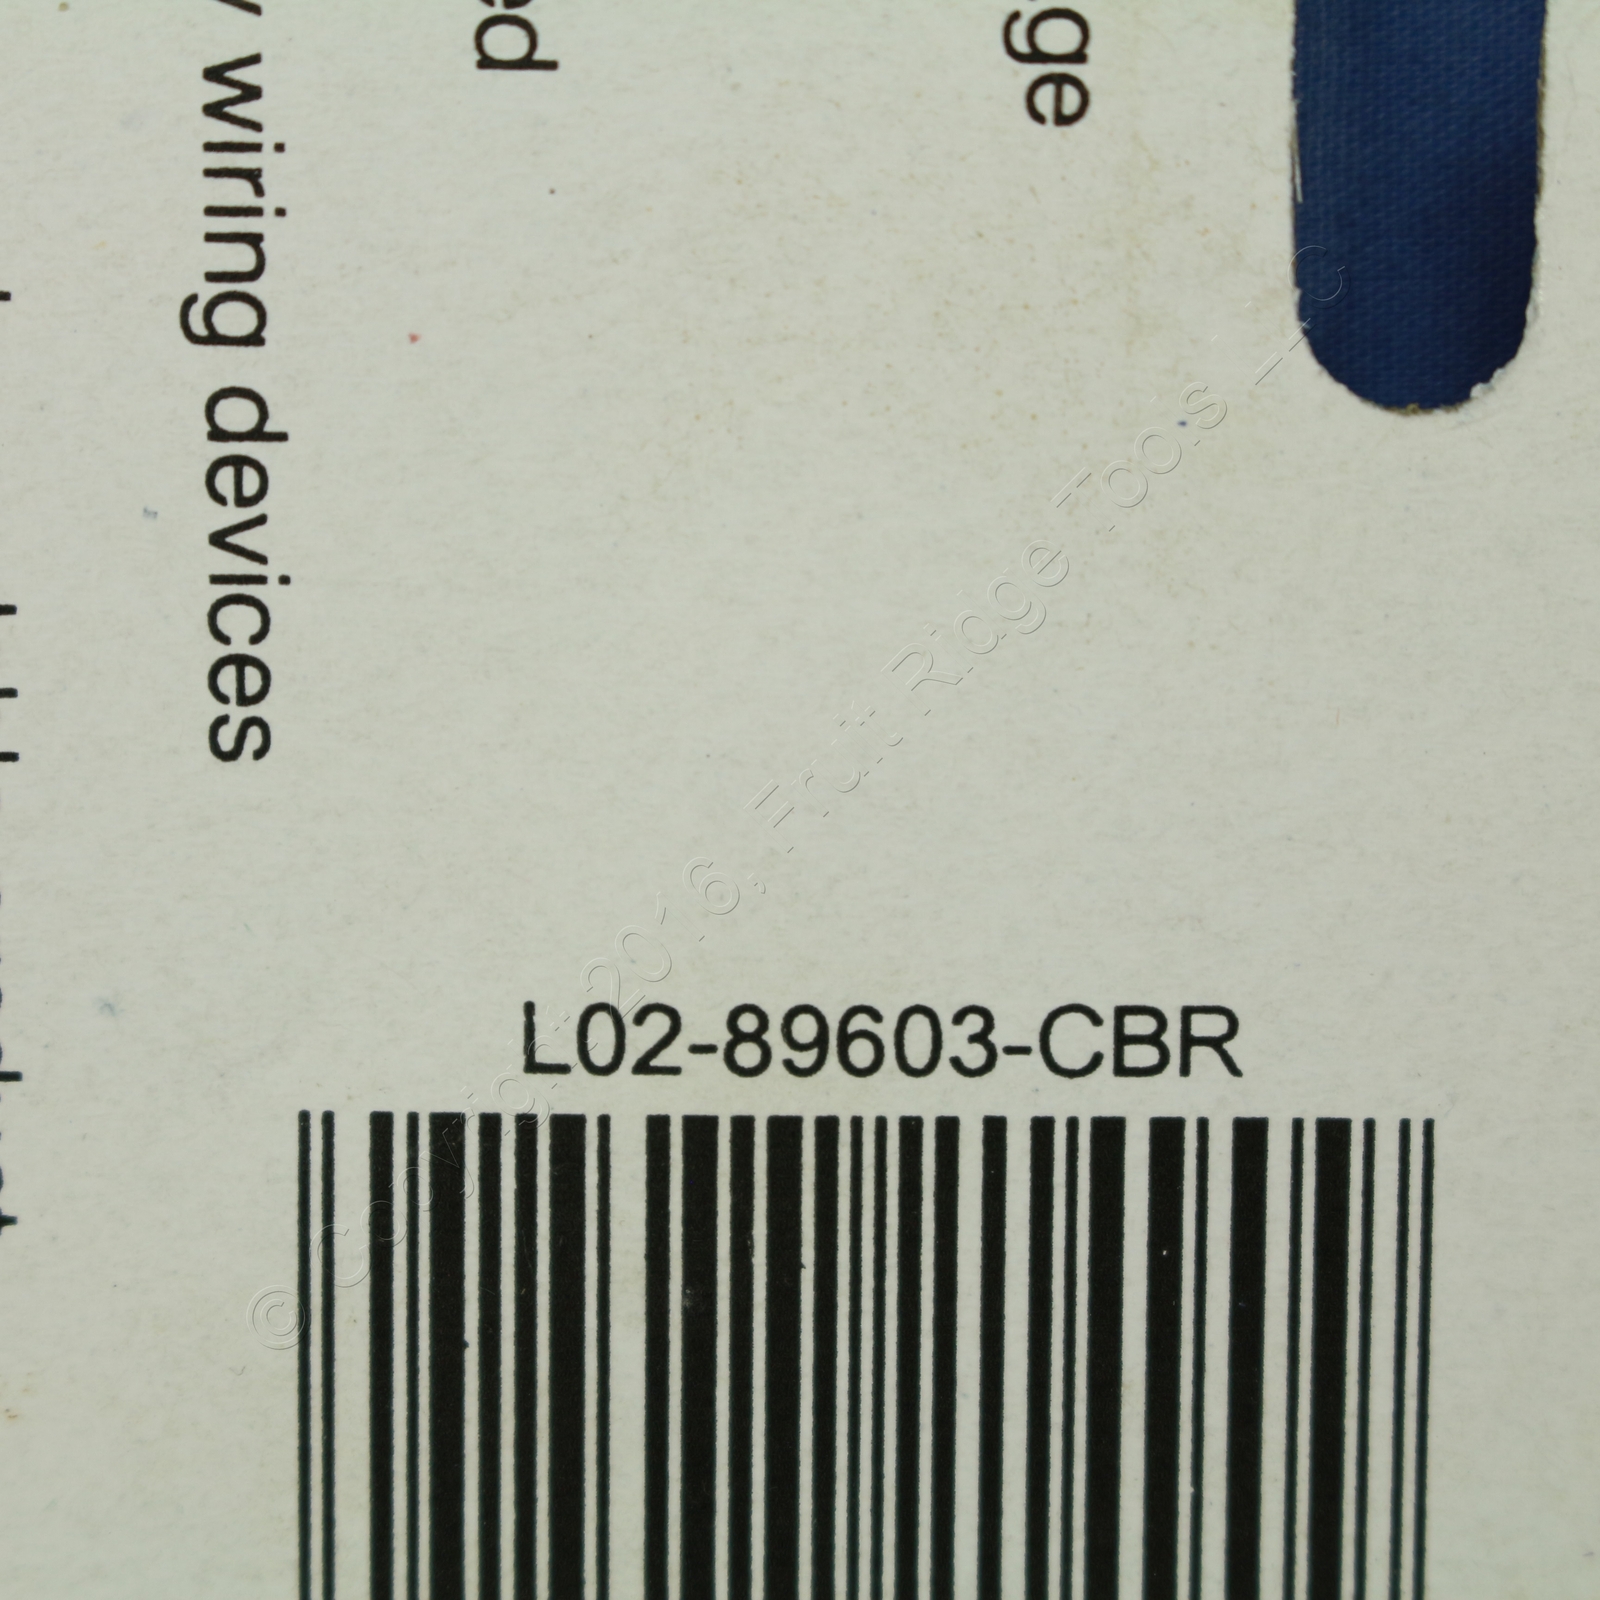 ge
ed
wiring devices
L02-89603-CBR
© Copyright 2016, Fruit Ridge Tools --C